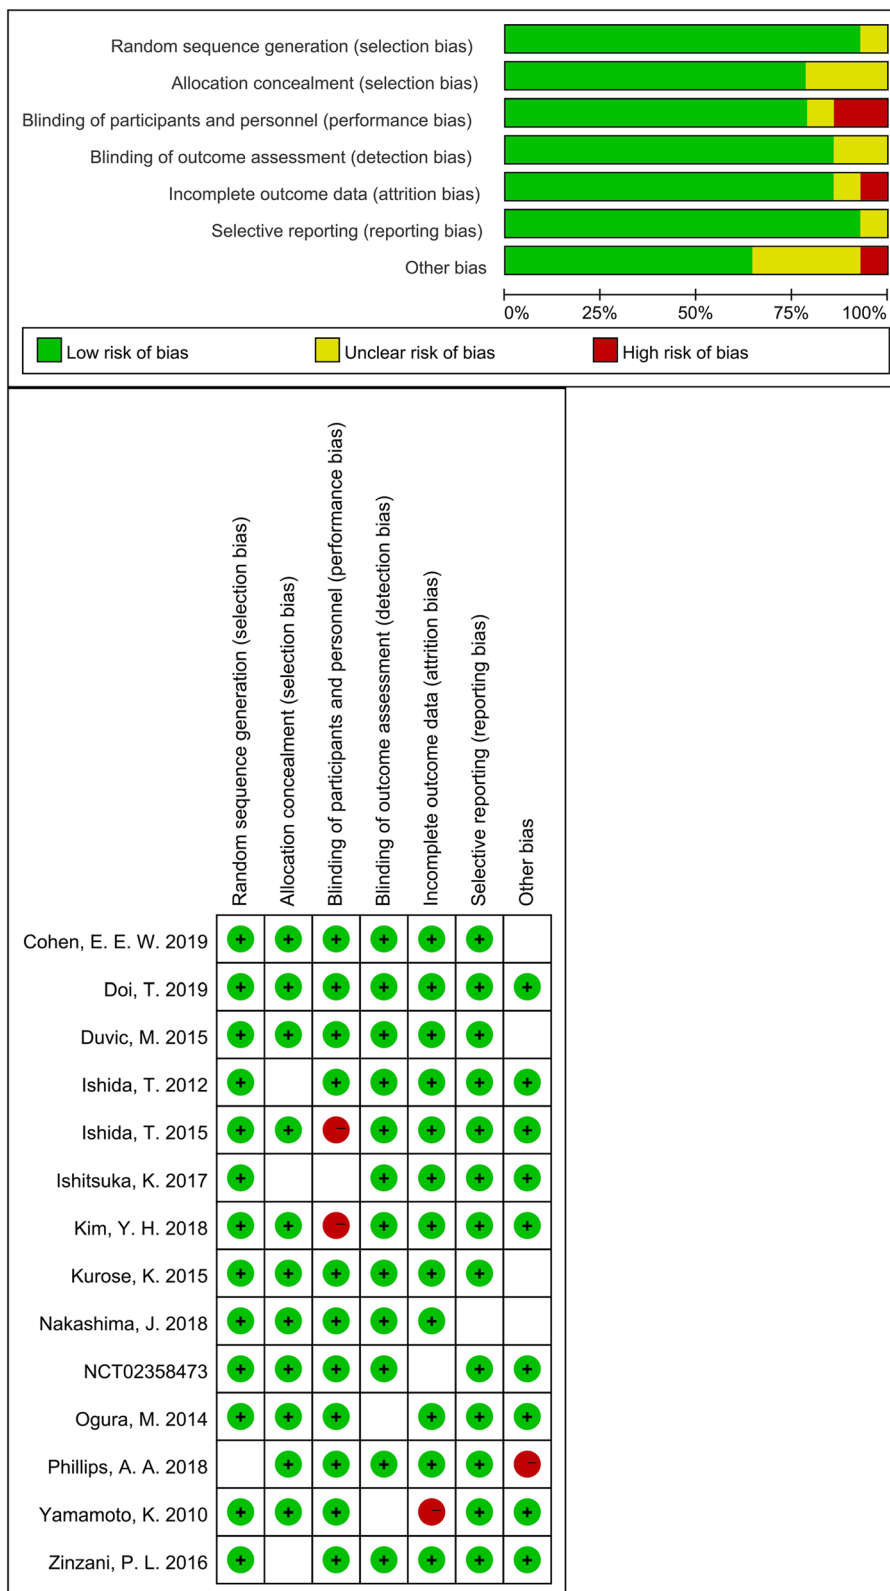 Random sequence generation (selection bias)
Allocation concealment (selection bias)
Blinding of participants and personnel (performance bias)
Blinding of outcome assessment (detection bias)
Incomplete outcome data (attrition bias)
Selective reporting (reporting bias)
Other bias
0% 25% 50% 75% 100%
Low risk of bias Unclear risk of bias High risk of bias
Random sequence generation (selection bias)
Allocation concealment (selection bias)
Blinding of participants and personnel (performance bias)
Blinding of outcome assessment (detection bias)
Incomplete outcome data (attrition bias)
Selective reporting (reporting bias)
Other bias
Cohen, E. E. W. 2019 + + + + + +
Doi, T. 2019 + + + + + + +
Duvic, M. 2015 + + + + + +
Ishida, T. 2012 + + + + + +
Ishida, T. 2015 + + − + + + +
Ishitsuka, K. 2017 + + + + +
Kim, Y. H. 2018 + + − + + + +
Kurose, K. 2015 + + + + + +
Nakashima, J. 2018 + + + + +
NCT02358473 + + + + + +
Ogura, M. 2014 + + + + + +
Phillips, A. A. 2018 + + + + + −
Yamamoto, K. 2010 + + + − + +
Zinzani, P. L. 2016 + + + + + +